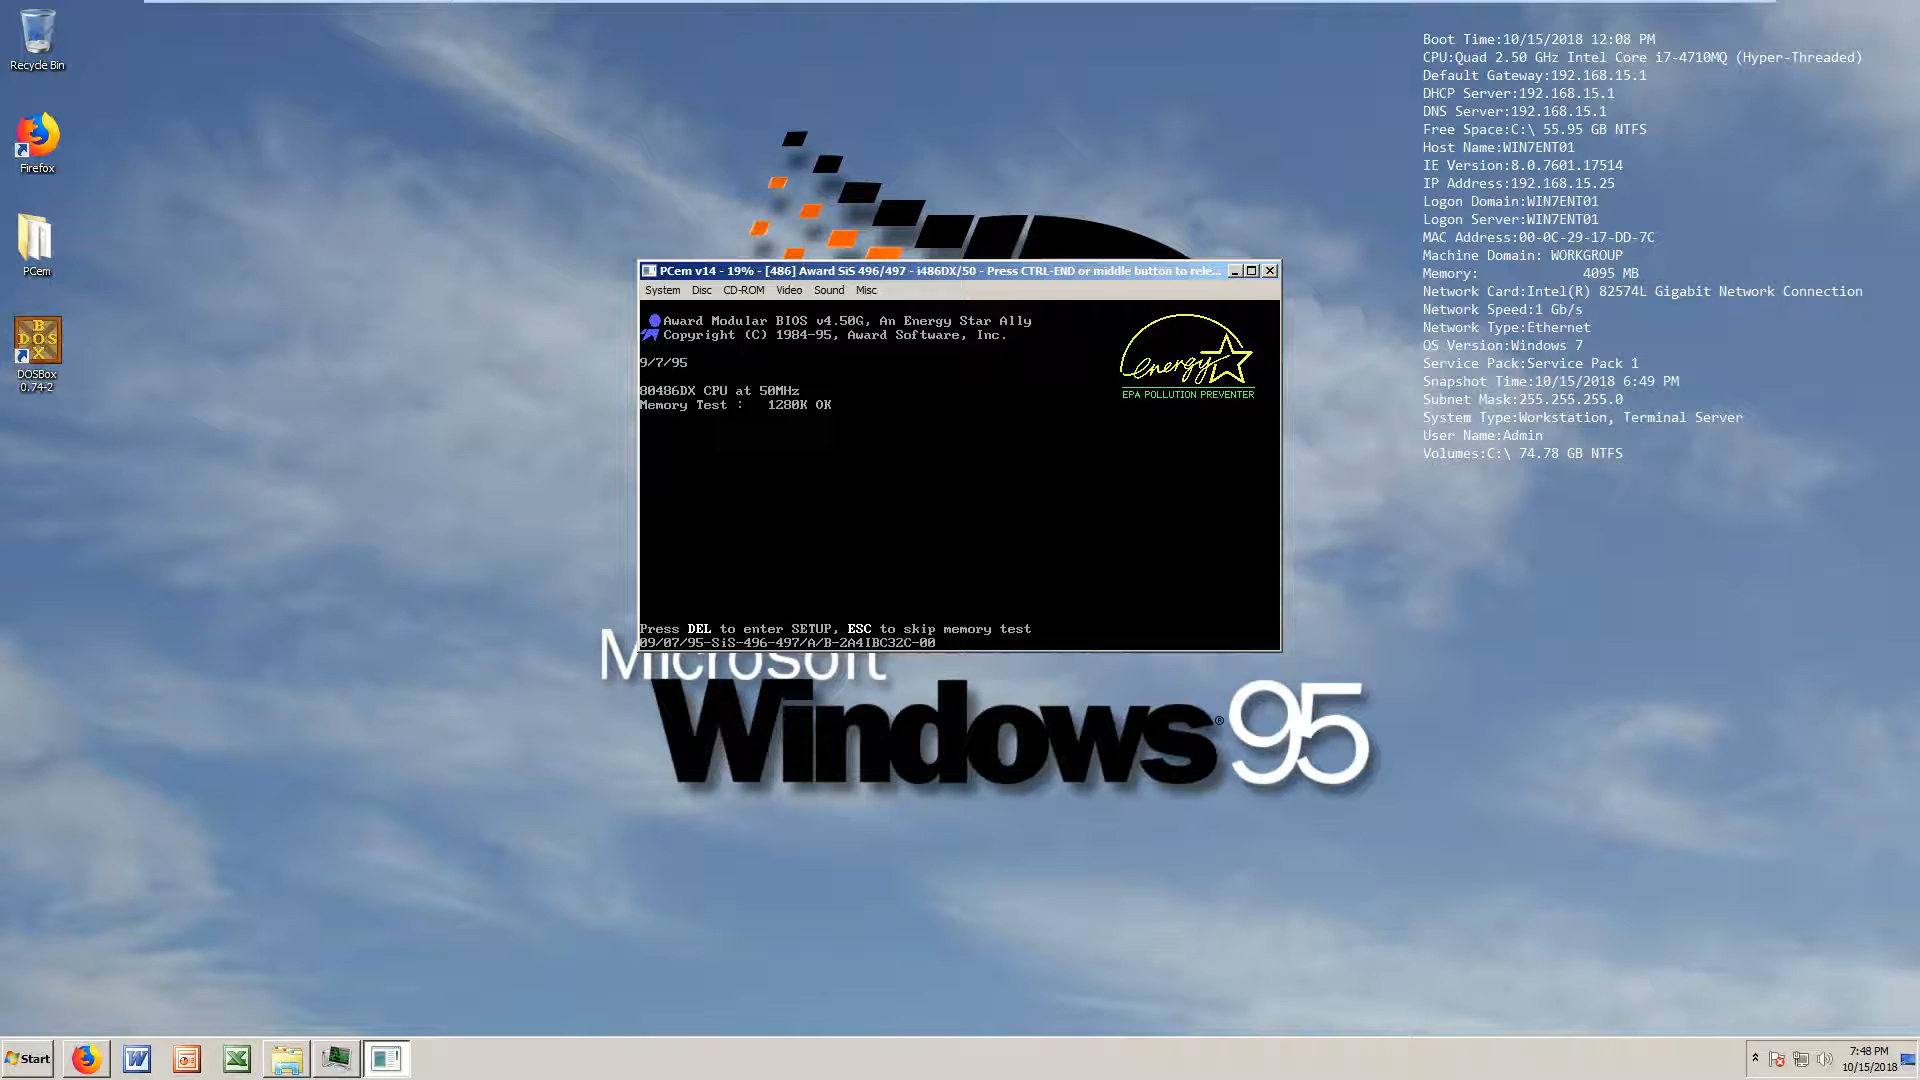 Recycle Bin
Firefox
PCem
DOSBox
0.74-2
Boot Time:10/15/2018 12:08 PM
CPU:Quad 2.50 GHz Intel Core i7-4710MQ (Hyper-Threaded)
Default Gateway:192.168.15.1
DHCP Server:192.168.15.1
DNS Server:192.168.15.1
Free Space:C:\ 55.95 GB NTFS
Host Name:WIN7ENT01
IE Version:8.0.7601.17514
IP Address:192.168.15.25
Logon Domain:WIN7ENT01
Logon Server:WIN7ENT01
MAC Address:00-0C-29-17-DD-7C
Machine Domain: WORKGROUP
Memory: 4095 MB
Network Card:Intel(R) 82574L Gigabit Network Connection
Network Speed:1 Gb/s
Network Type:Ethernet
OS Version:Windows 7
Service Pack:Service Pack 1
Snapshot Time:10/15/2018 6:49 PM
Subnet Mask:255.255.255.0
System Type:Workstation, Terminal Server
User Name:Admin
Volumes:C:\ 74.78 GB NTFS
PCem v14 - 19% - [486] Award SiS 496/497 - i486DX/50 - Press CTRL-END or middle button to rele...
System Disc CD-ROM Video Sound Misc
Award Modular BIOS v4.50G, An Energy Star Ally
Copyright (C) 1984-95, Award Software, Inc.
energy
EPA POLLUTION PREVENTER
9/7/95
80486DX CPU at 50MHz
Memory Test : 1280K OK
Press DEL to enter SETUP, ESC to skip memory test
09/07/95-SiS-496-497/A/B-2A4IBC32C-00
Microsoft
Windows® 95
Start
7:48 PM
10/15/2018